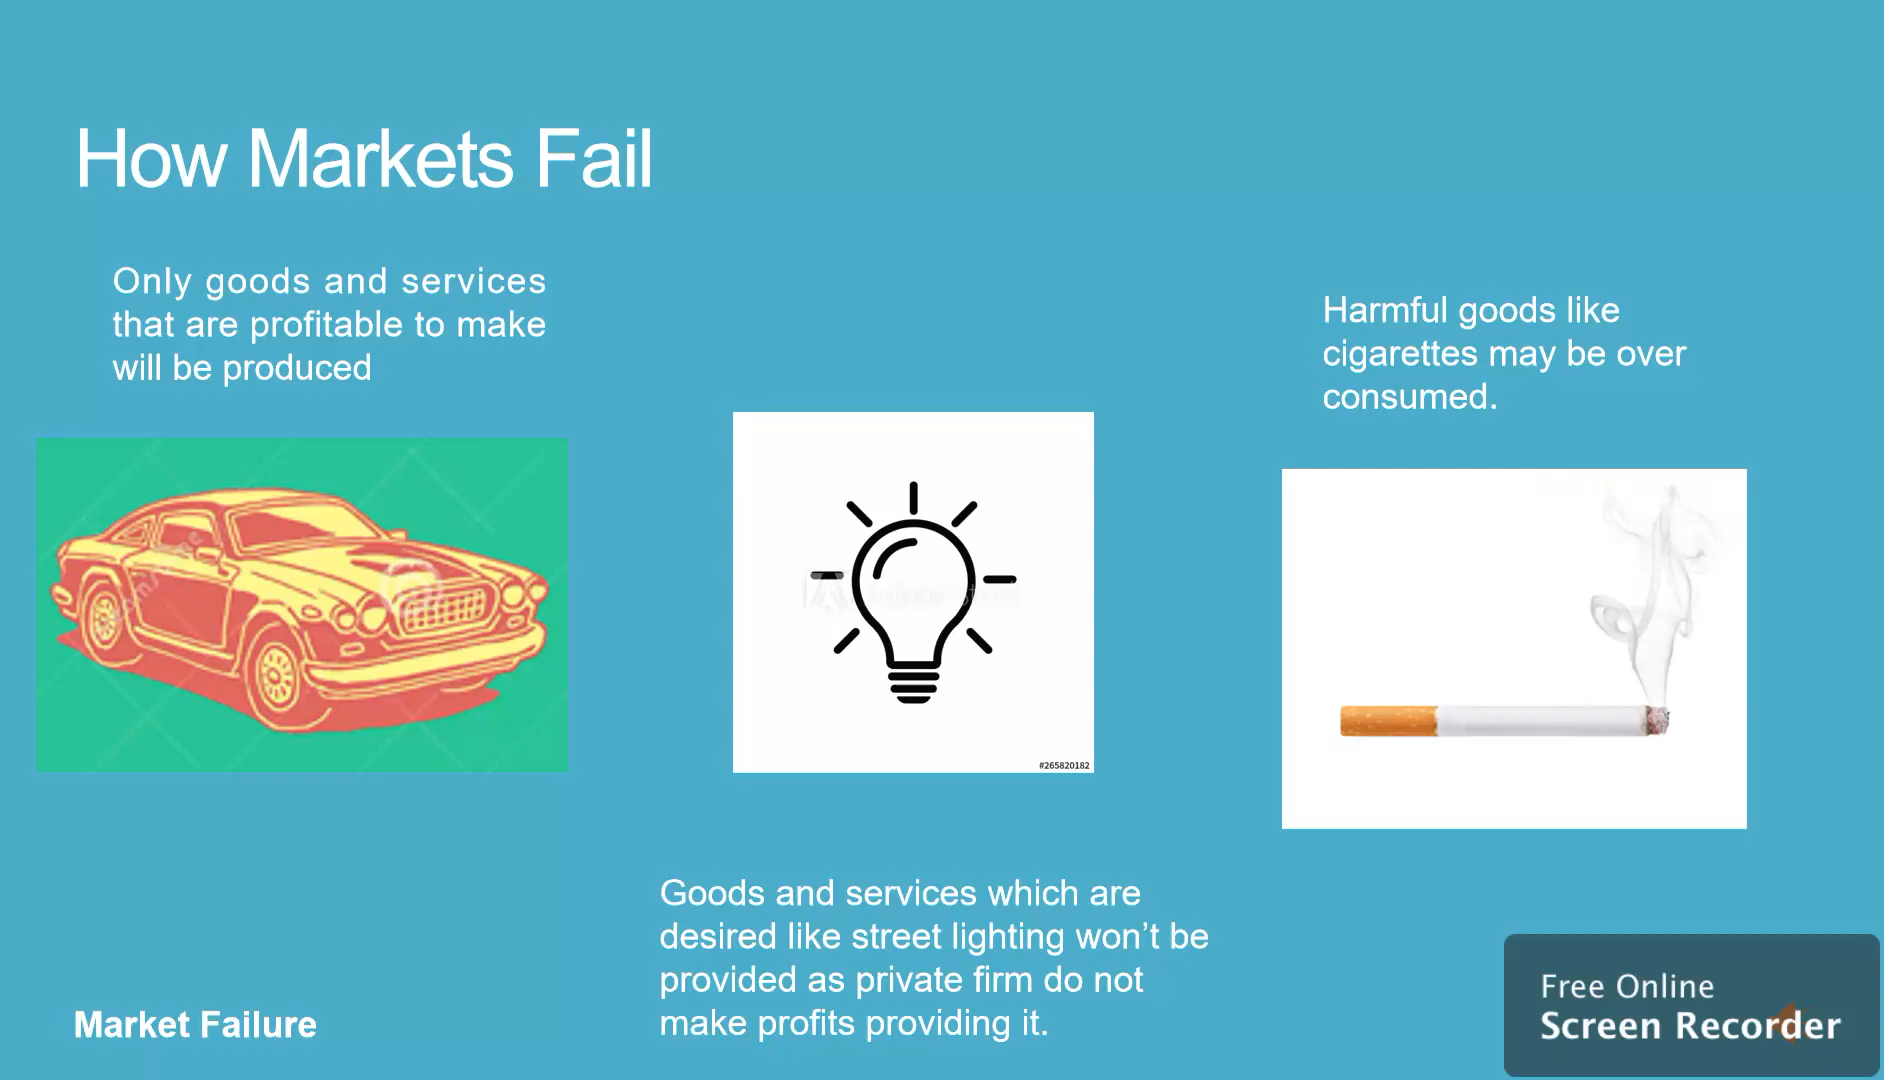 How Markets Fail
Only goods and services
that are profitable to make
will be produced
Harmful goods like
cigarettes may be over
consumed.
#265820182
Goods and services which are
desired like street lighting won’t be
provided as private firm do not
make profits providing it.
Market Failure
Free Online
Screen Recorder